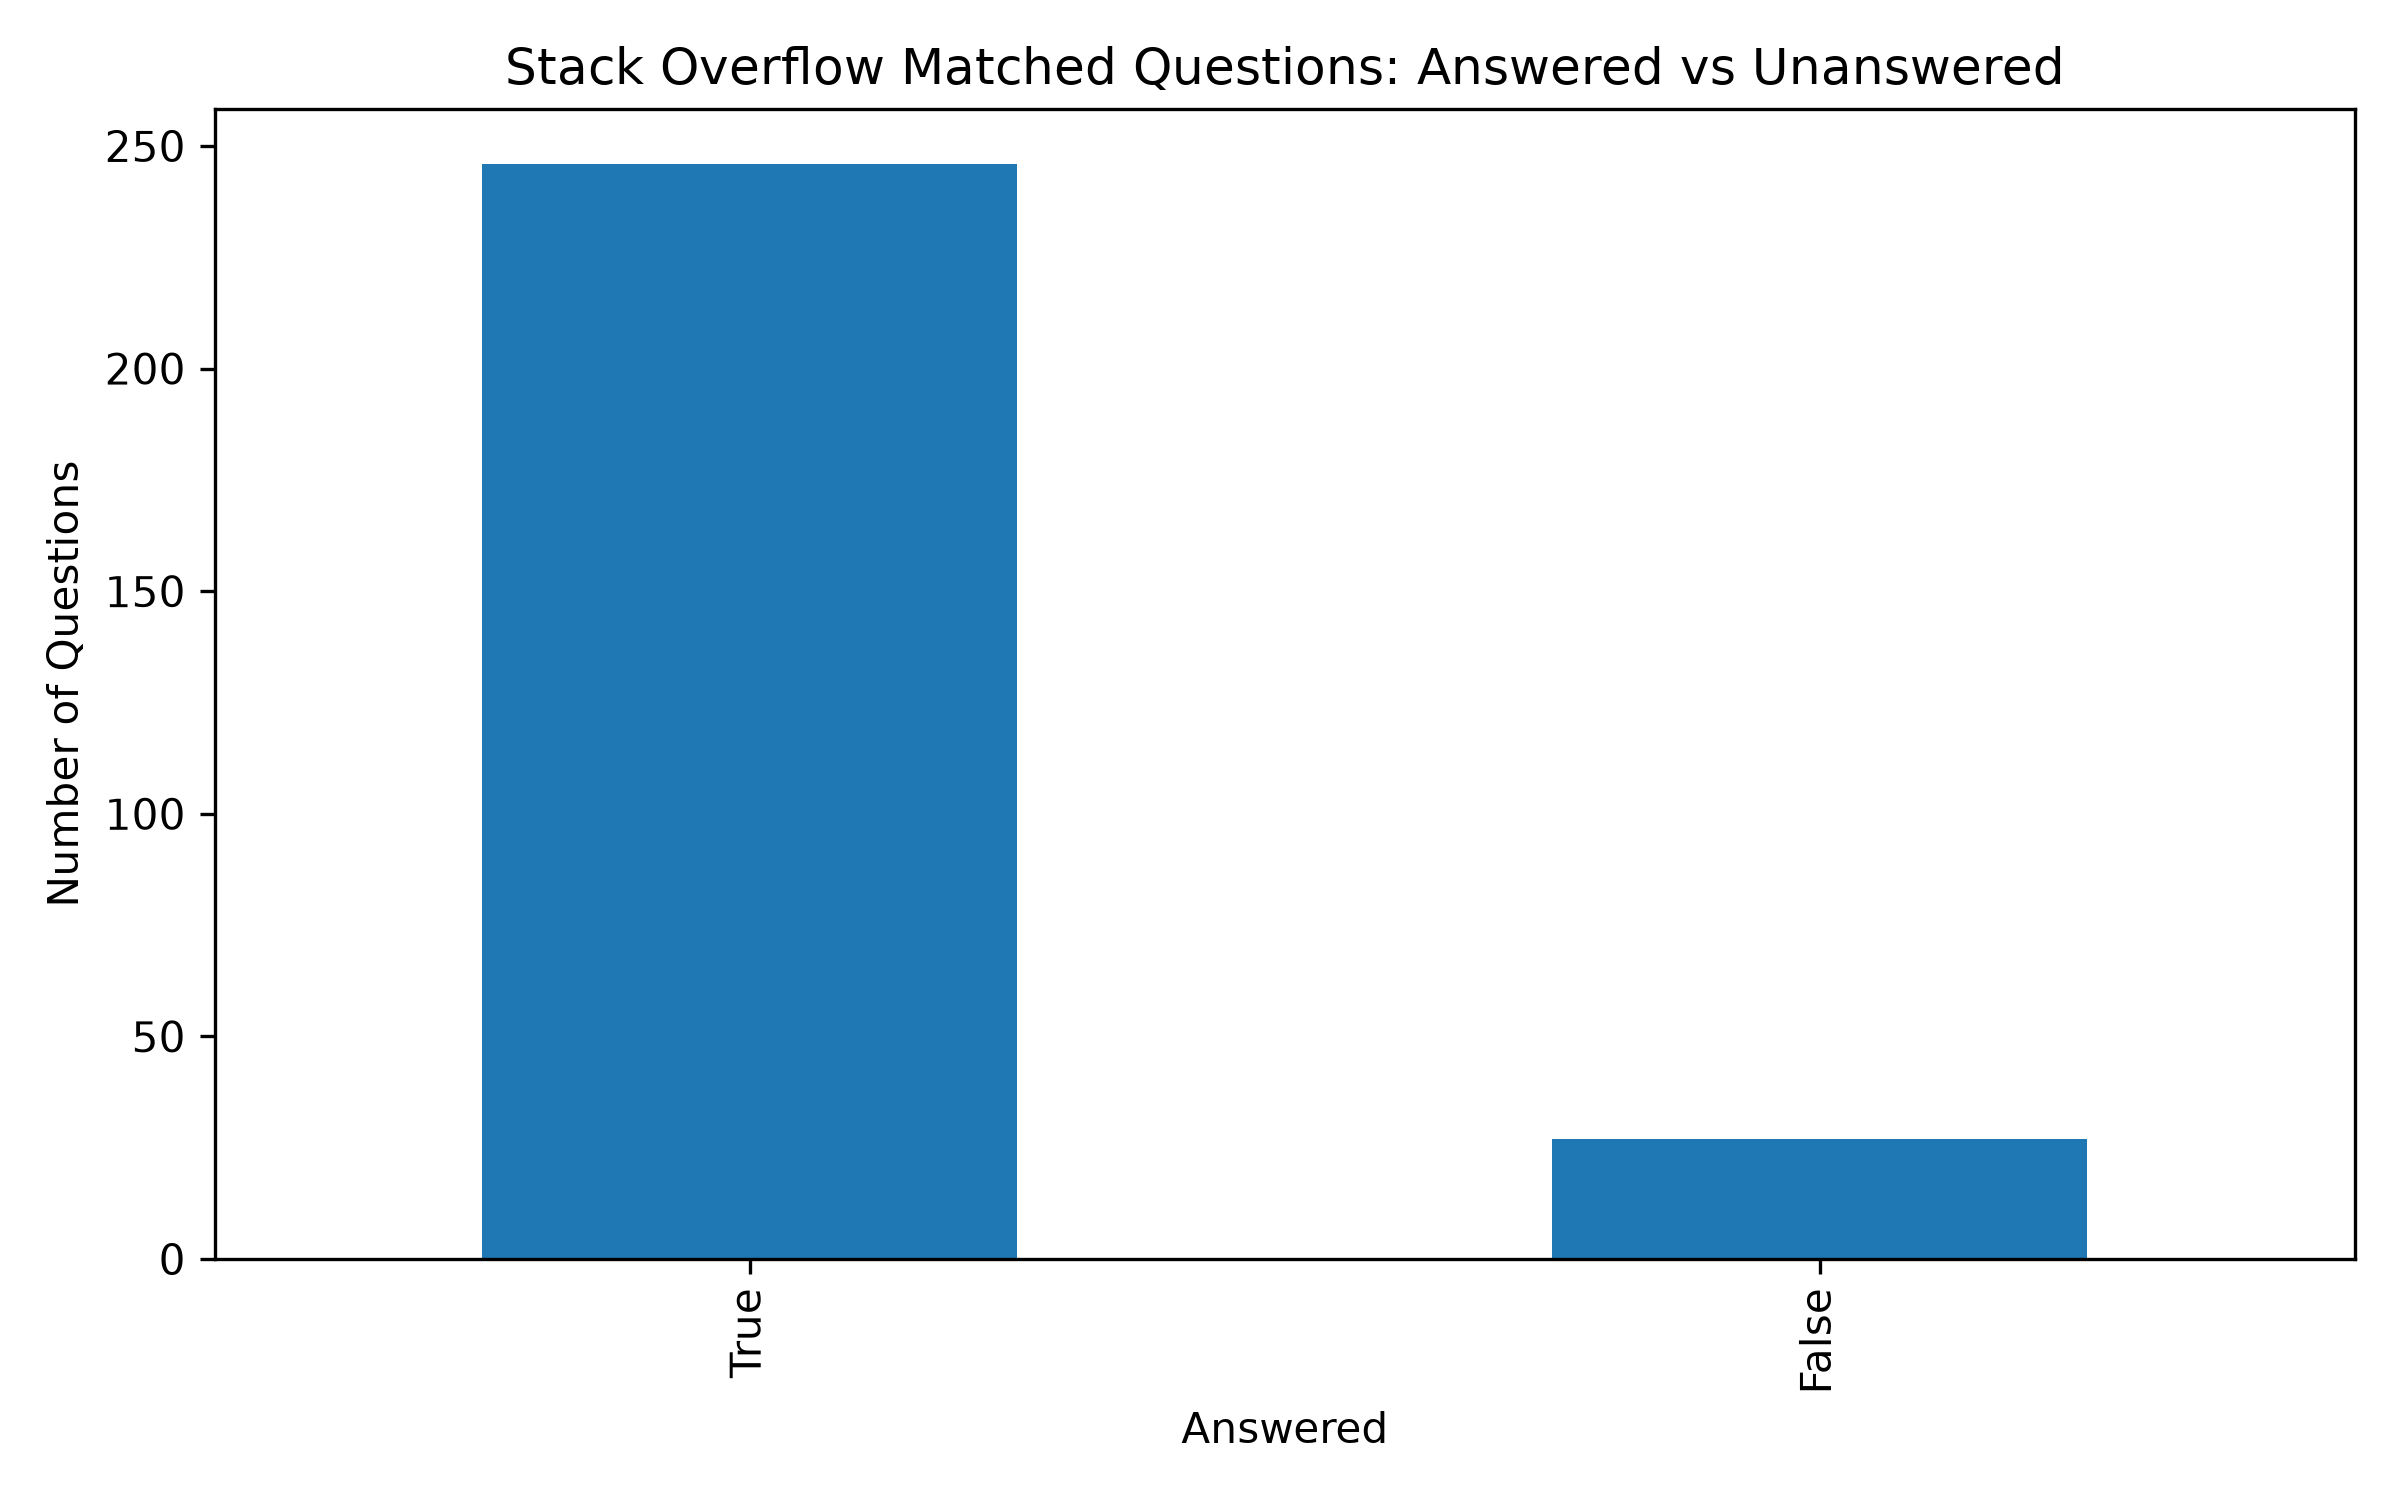 Stack Overflow Matched Questions: Answered vs Unanswered
250
200
150
100
50
0
Number of Questions
True
False
Answered